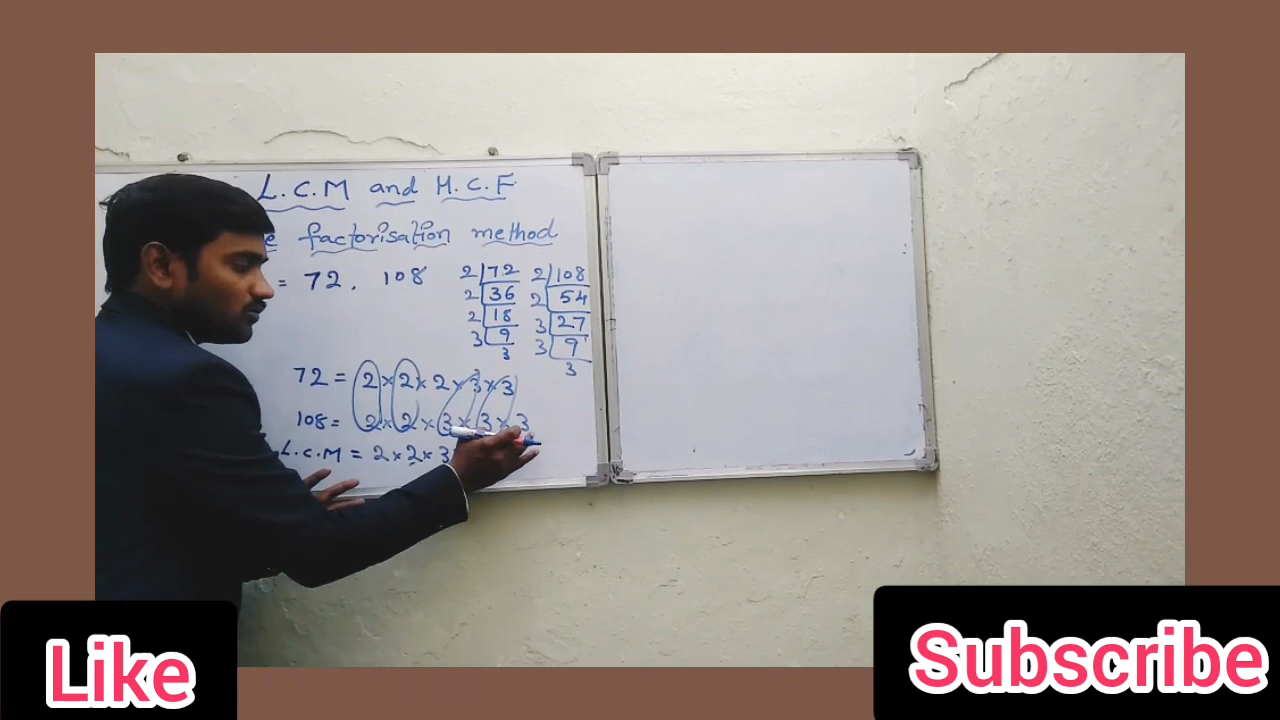 L.C.M and H.C.F
factorisation method
= 72, 108
2 72
2 36
2 18
3 9
3
2 108
2 54
3 27
3 9
3
72 = 2 × 2 × 2 × 3 × 3
108 = 2 × 2 × 3 × 3 × 3
L.C.M = 2 × 2 × 3
Like
Subscribe